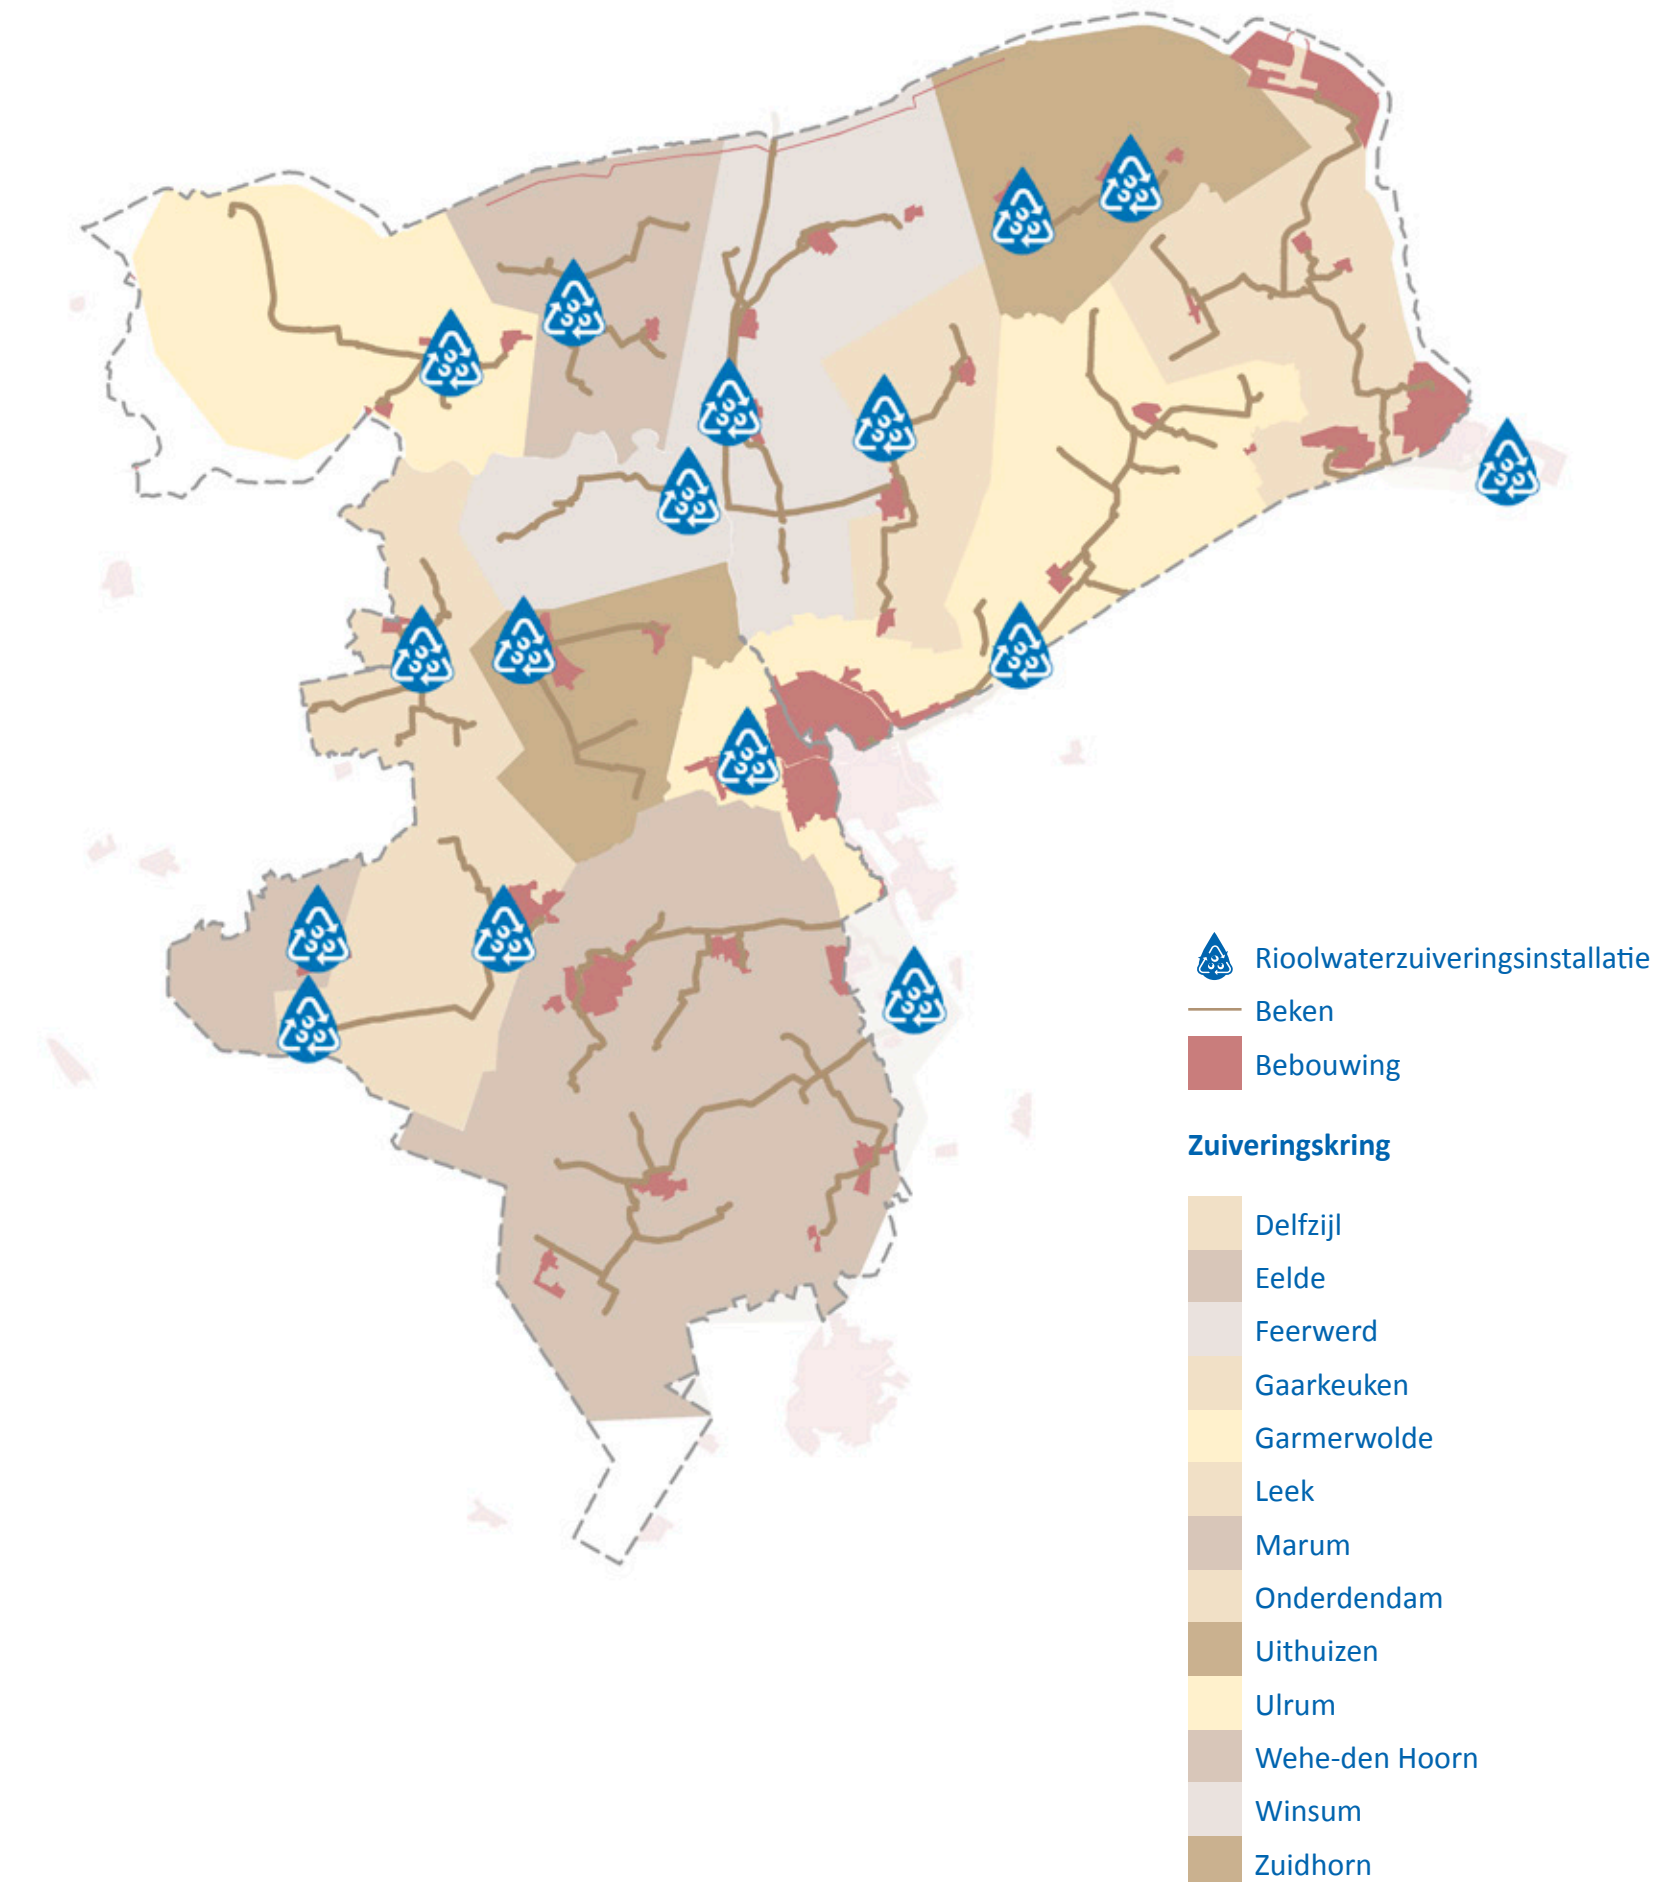 Rioolwaterzuiveringsinstallatie
Beken
Bebouwing
Zuiveringskring
Delfzijl
Eelde
Feerwerd
Gaarkeuken
Garmerwolde
Leek
Marum
Onderdendam
Uithuizen
Ulrum
Wehe-den Hoorn
Winsum
Zuidhorn